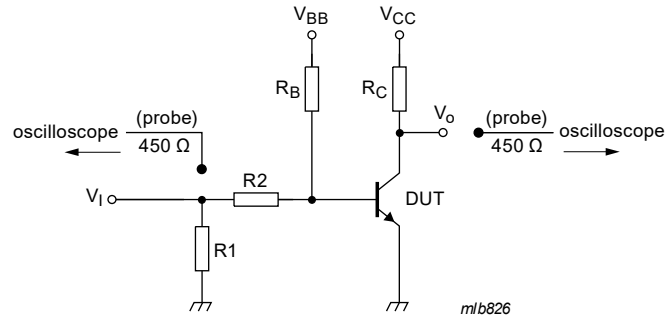 VBB
VCC
RB
RC
Vo
(probe)
oscilloscope
450 Ω
(probe)
oscilloscope
450 Ω
R2
VI
DUT
R1
mlb826